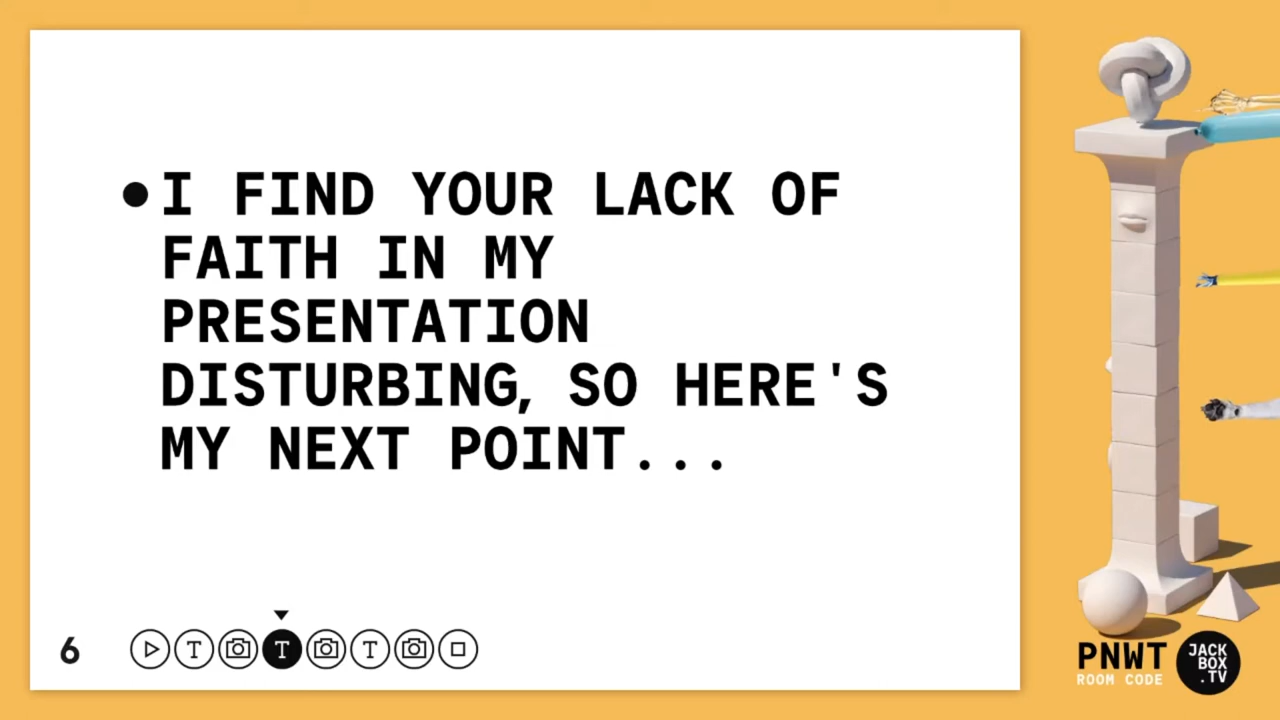 ●I FIND YOUR LACK OF
FAITH IN MY
PRESENTATION
DISTURBING, SO HERE'S
MY NEXT POINT...
6
T
T
T
PNWT
ROOM CODE
JACK
BOX
.TV